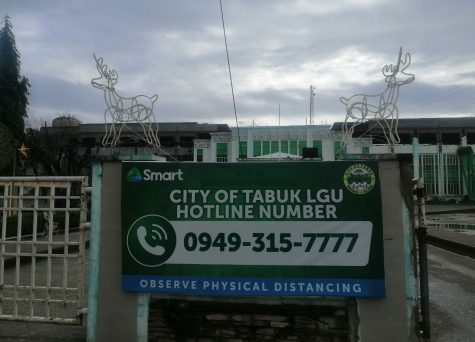 Smart
CITY OF TABUK LGU
HOTLINE NUMBER
0949-315-7777
OBSERVE PHYSICAL DISTANCING